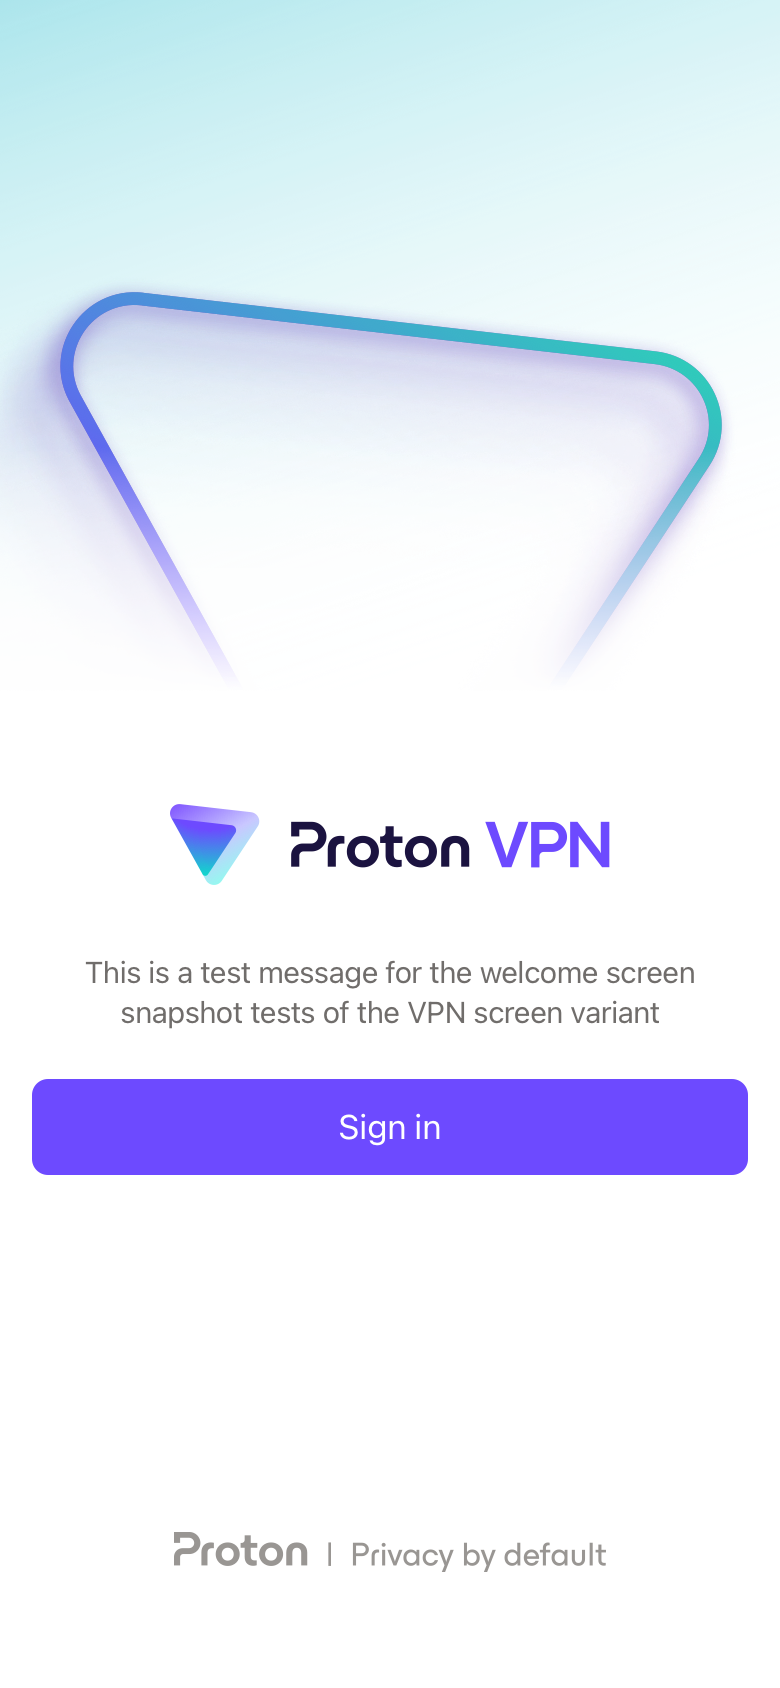 Proton VPN
This is a test message for the welcome screen
snapshot tests of the VPN screen variant
Sign in
Proton | Privacy by default